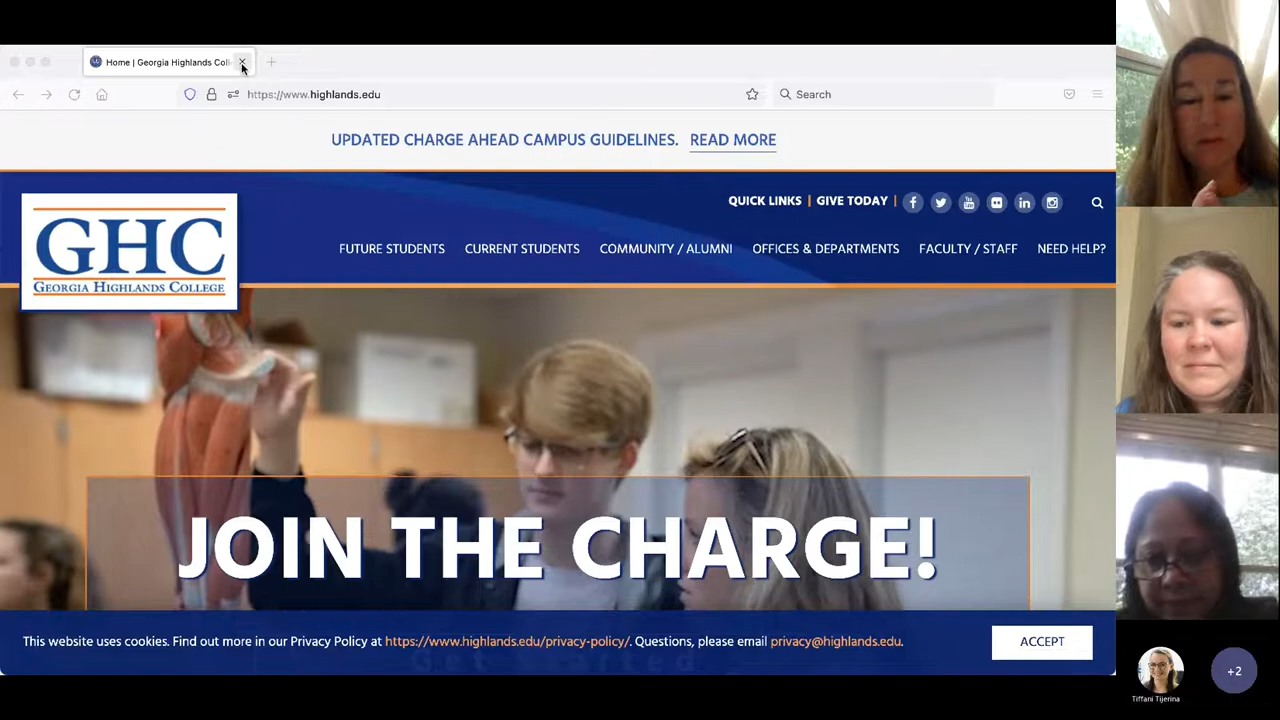 Home | Georgia Highlands Coll
https://www.highlands.edu
Search
UPDATED CHARGE AHEAD CAMPUS GUIDELINES. READ MORE
QUICK LINKS | GIVE TODAY |
GHC
GEORGIA HIGHLANDS COLLEGE
FUTURE STUDENTS CURRENT STUDENTS COMMUNITY / ALUMNI OFFICES & DEPARTMENTS FACULTY / STAFF NEED HELP?
JOIN THE CHARGE!
This website uses cookies. Find out more in our Privacy Policy at https://www.highlands.edu/privacy-policy/. Questions, please email privacy@highlands.edu.
ACCEPT
Get Started
+2
Tiffani Tijerina